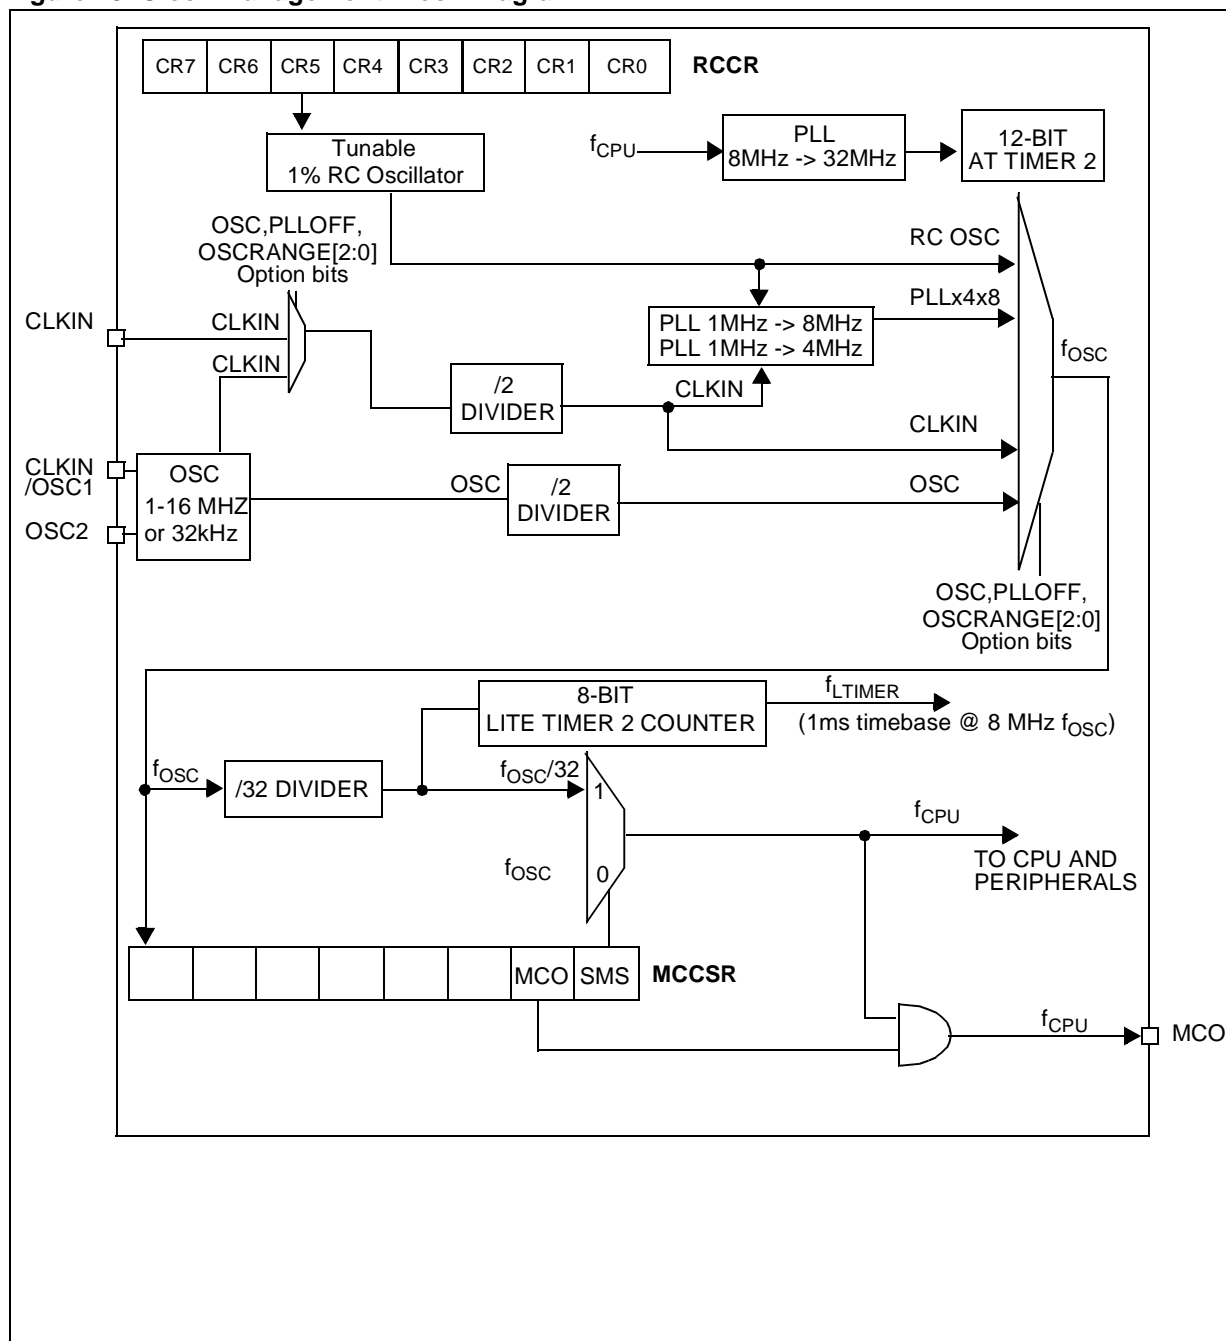 CR7 CR6 CR5 CR4 CR3 CR2 CR1 CR0 RCCR
Tunable
1% RC Oscillator
fCPU
PLL
8MHz -> 32MHz
12-BIT
AT TIMER 2
OSC,PLLOFF,
OSCRANGE[2:0]
Option bits
RC OSC
PLLx4x8
CLKIN
CLKIN
CLKIN
PLL 1MHz -> 8MHz
PLL 1MHz -> 4MHz
fOSC
/2
DIVIDER
CLKIN
CLKIN
CLKIN
/OSC1
OSC2
OSC
1-16 MHZ
or 32kHz
OSC
/2
DIVIDER
OSC
OSC,PLLOFF,
OSCRANGE[2:0]
Option bits
8-BIT
LITE TIMER 2 COUNTER
fLTIMER
(1ms timebase @ 8 MHz fOSC)
fOSC
/32 DIVIDER
fOSC/32
1
fOSC
0
fCPU
TO CPU AND
PERIPHERALS
MCO SMS MCCSR
fCPU
MCO